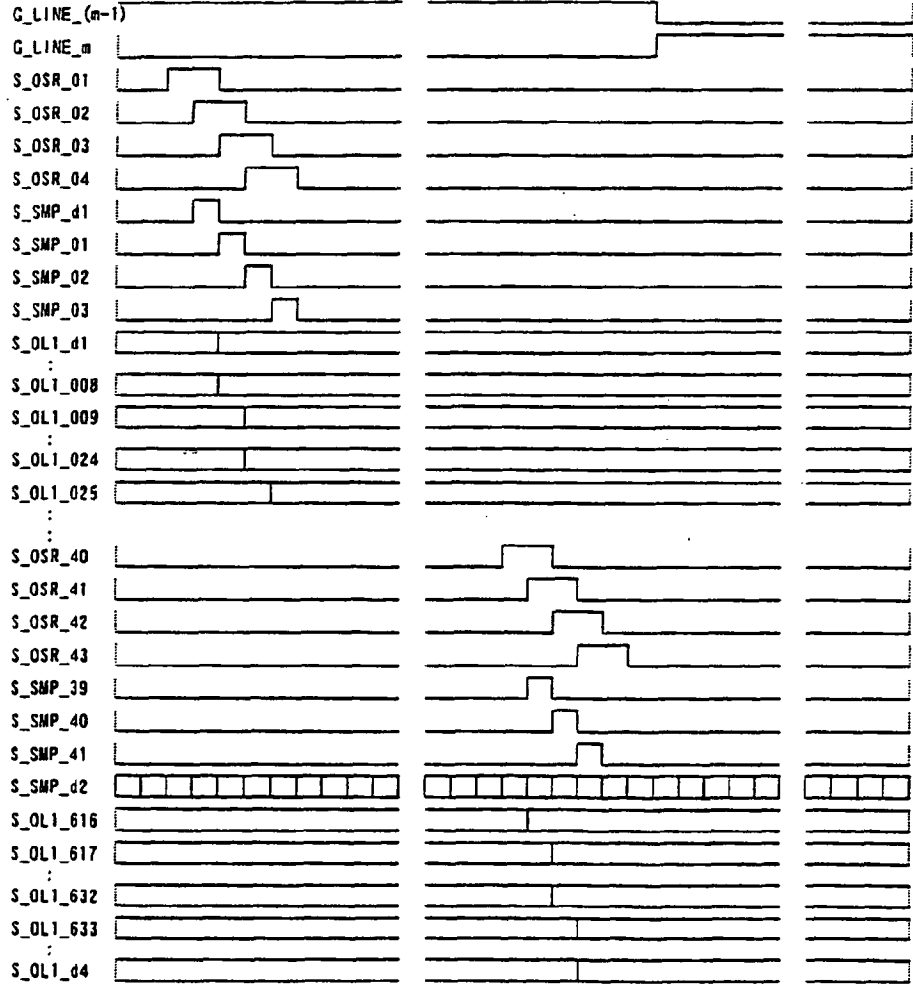 G_LINE_(m-1)
G_LINE_m
S_OSR_01
S_OSR_02
S_OSR_03
S_OSR_04
S_SMP_d1
S_SMP_01
S_SMP_02
S_SMP_03
S_OL1_d1
:
S_OL1_008
S_OL1_009
:
S_OL1_024
S_OL1_025
:
:
S_OSR_40
S_OSR_41
S_OSR_42
S_OSR_43
S_SMP_39
S_SMP_40
S_SMP_41
S_SMP_d2
S_OL1_616
S_OL1_617
:
S_OL1_632
S_OL1_633
:
S_OL1_d4